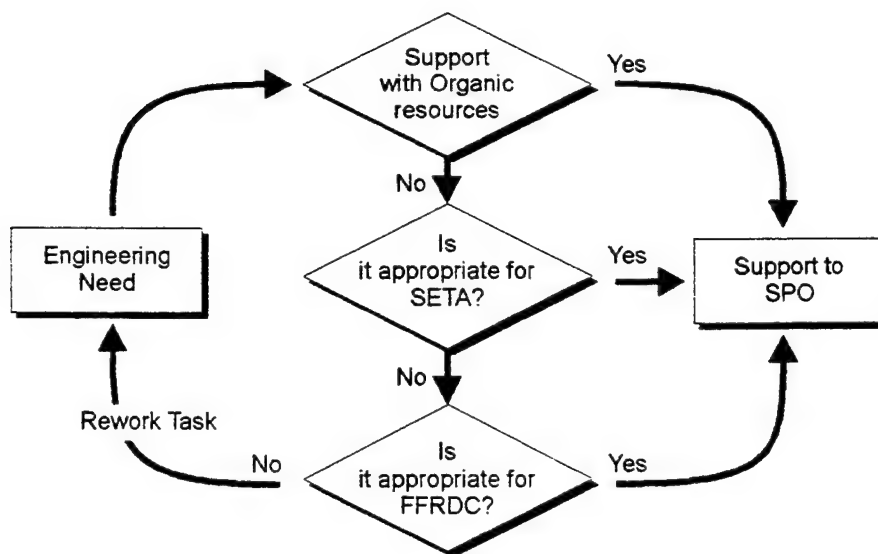 Support
with Organic
resources
Yes
No
Engineering
Need
Is
it appropriate for
SETA?
Yes
Support to
SPO
No
Rework Task
No
Is
it appropriate for
FFRDC?
Yes